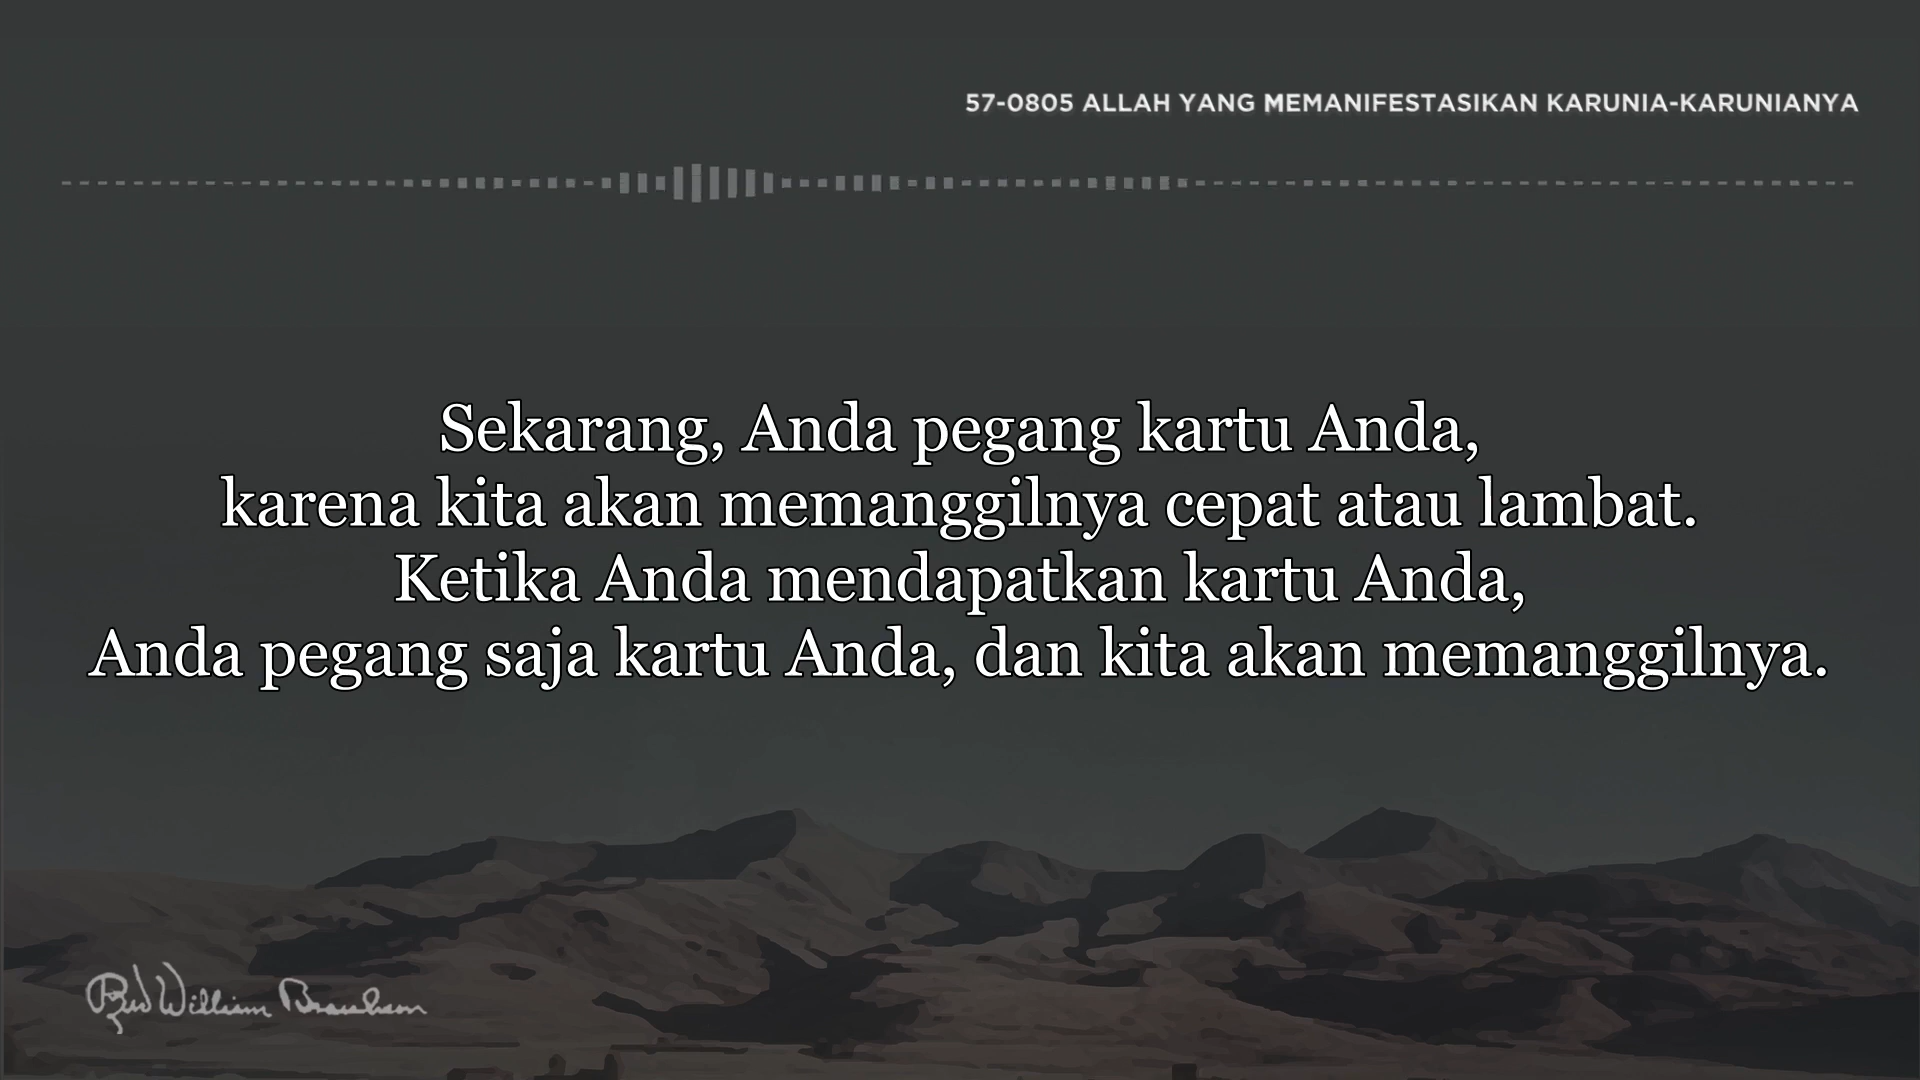 57-0805 ALLAH YANG MEMANIFESTASIKAN KARUNIA-KARUNIANYA
Sekarang, Anda pegang kartu Anda,
karena kita akan memanggilnya cepat atau lambat.
Ketika Anda mendapatkan kartu Anda,
Anda pegang saja kartu Anda, dan kita akan memanggilnya.
William Branham